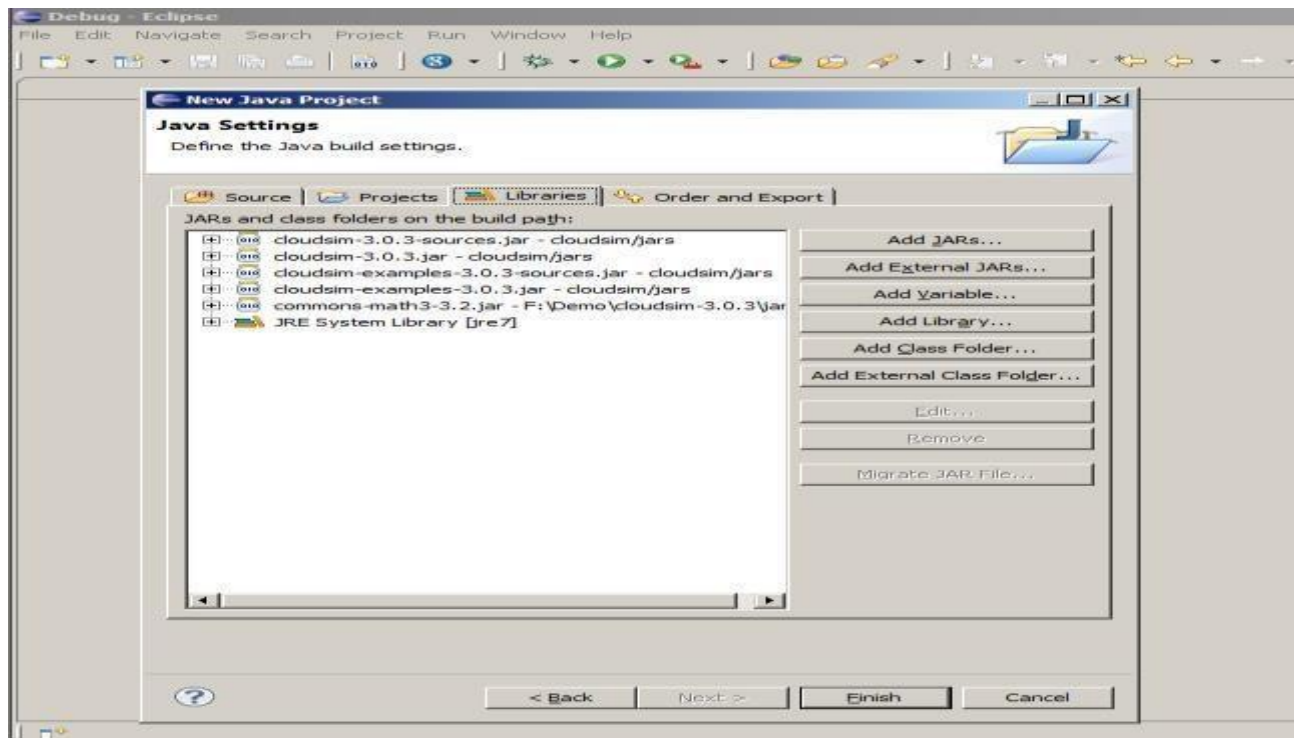 Debug - Eclipse
File Edit Navigate Search Project Run Window Help
New Java Project
Java Settings
Define the Java build settings.
Source Projects Libraries Order and Export
JARs and class folders on the build path:
cloudsim-3.0.3-sources.jar - cloudsim/jars
cloudsim-3.0.3.jar - cloudsim/jars
cloudsim-examples-3.0.3-sources.jar - cloudsim/jars
cloudsim-examples-3.0.3.jar - cloudsim/jars
commons-math3-3.2.jar - F:\Demo\cloudsim-3.0.3\jar
JRE System Library [jre7]
Add JARs...
Add External JARs...
Add Variable...
Add Library...
Add Class Folder...
Add External Class Folder...
Edit...
Remove
Migrate JAR File...
< Back Next > Finish Cancel